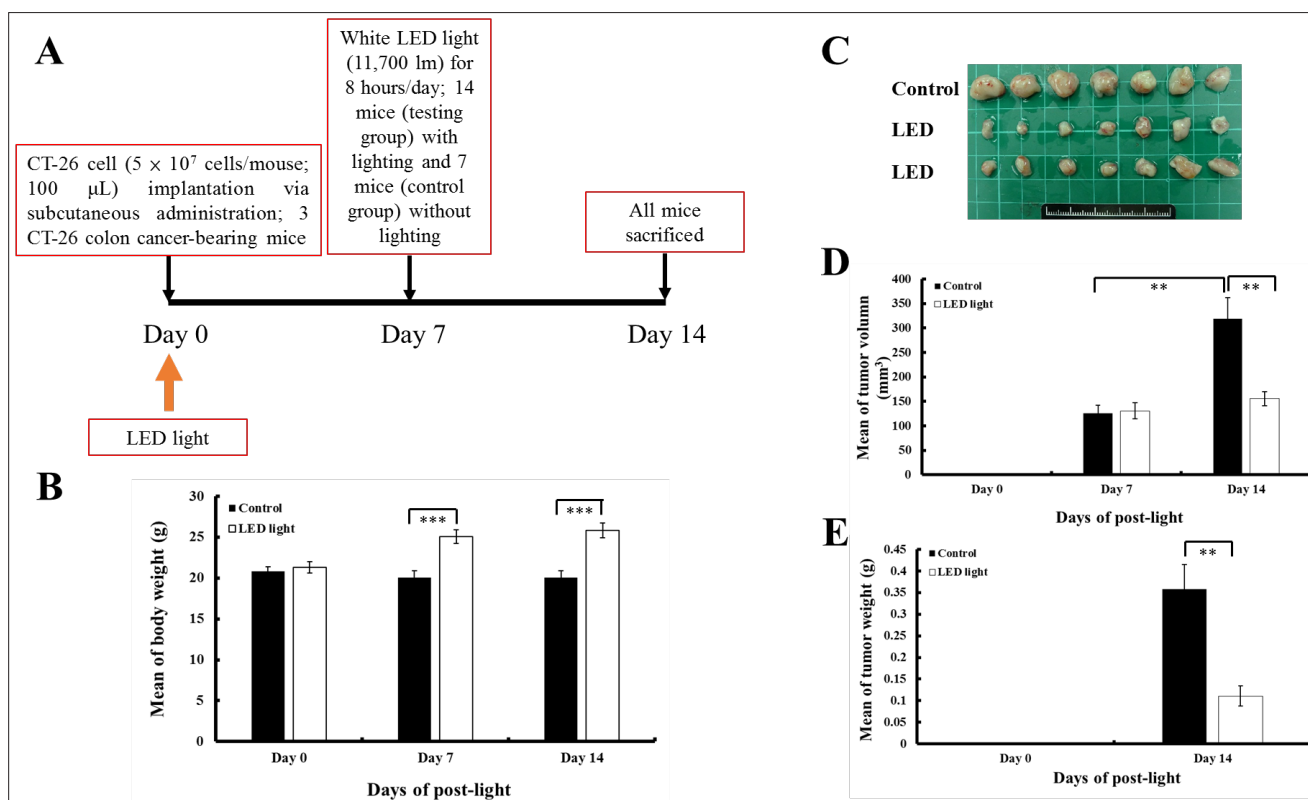 A
CT-26 cell (5 × 10⁷ cells/mouse;
100 μL) implantation via
subcutaneous administration; 3
CT-26 colon cancer-bearing mice
White LED light
(11,700 lm) for
8 hours/day; 14
mice (testing
group) with
lighting and 7
mice (control
group) without
lighting
All mice
sacrificed
Day 0
Day 7
Day 14
LED light
B
Mean of body weight (g)
30
25
20
15
10
5
0
Control
LED light
***
***
Day 0
Day 7
Day 14
Days of post-light
C
Control
LED
LED
D
Mean of tumor volumn
(mm³)
400
350
300
250
200
150
100
50
0
Control
LED light
**
**
Day 0
Day 7
Day 14
Days of post-light
E
Mean of tumor weight (g)
0.45
0.4
0.35
0.3
0.25
0.2
0.15
0.1
0.05
0
Control
LED light
**
Day 0
Day 14
Days of post-light